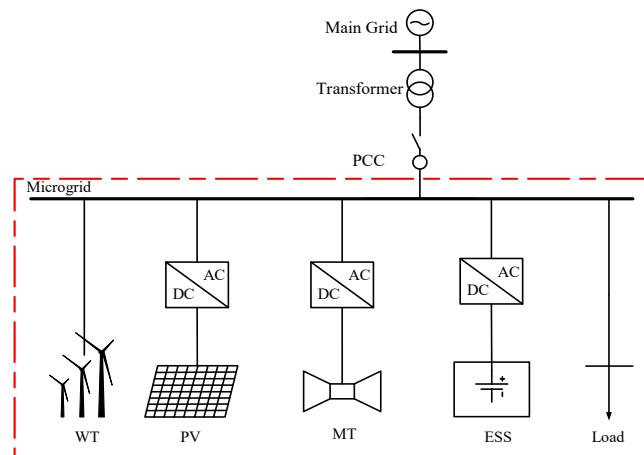 Main Grid
Transformer
PCC
Microgrid
AC
DC
AC
DC
AC
DC
WT
PV
MT
ESS
Load